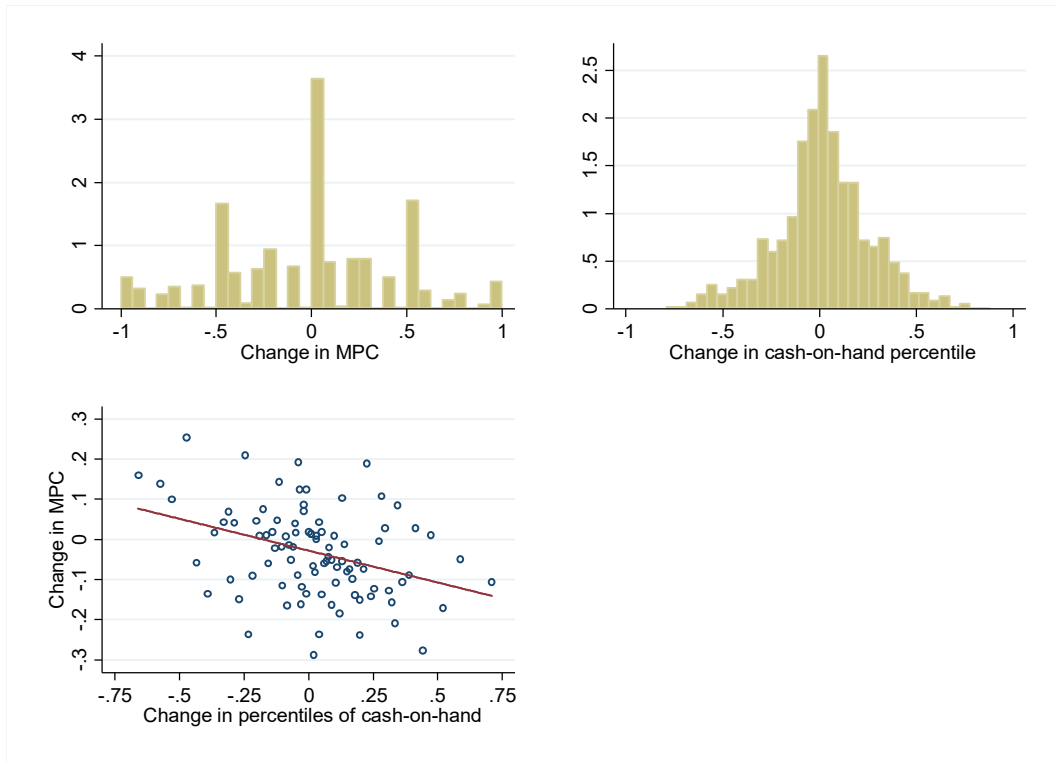 4
3
2
1
0
-1 -.5 0 .5 1
Change in MPC
2.5
2
1.5
1
.5
0
-1 -.5 0 .5 1
Change in cash-on-hand percentile
Change in MPC
.3
.2
.1
0
-.1
-.2
-.3
-.75 -.5 -.25 0 .25 .5 .75
Change in percentiles of cash-on-hand